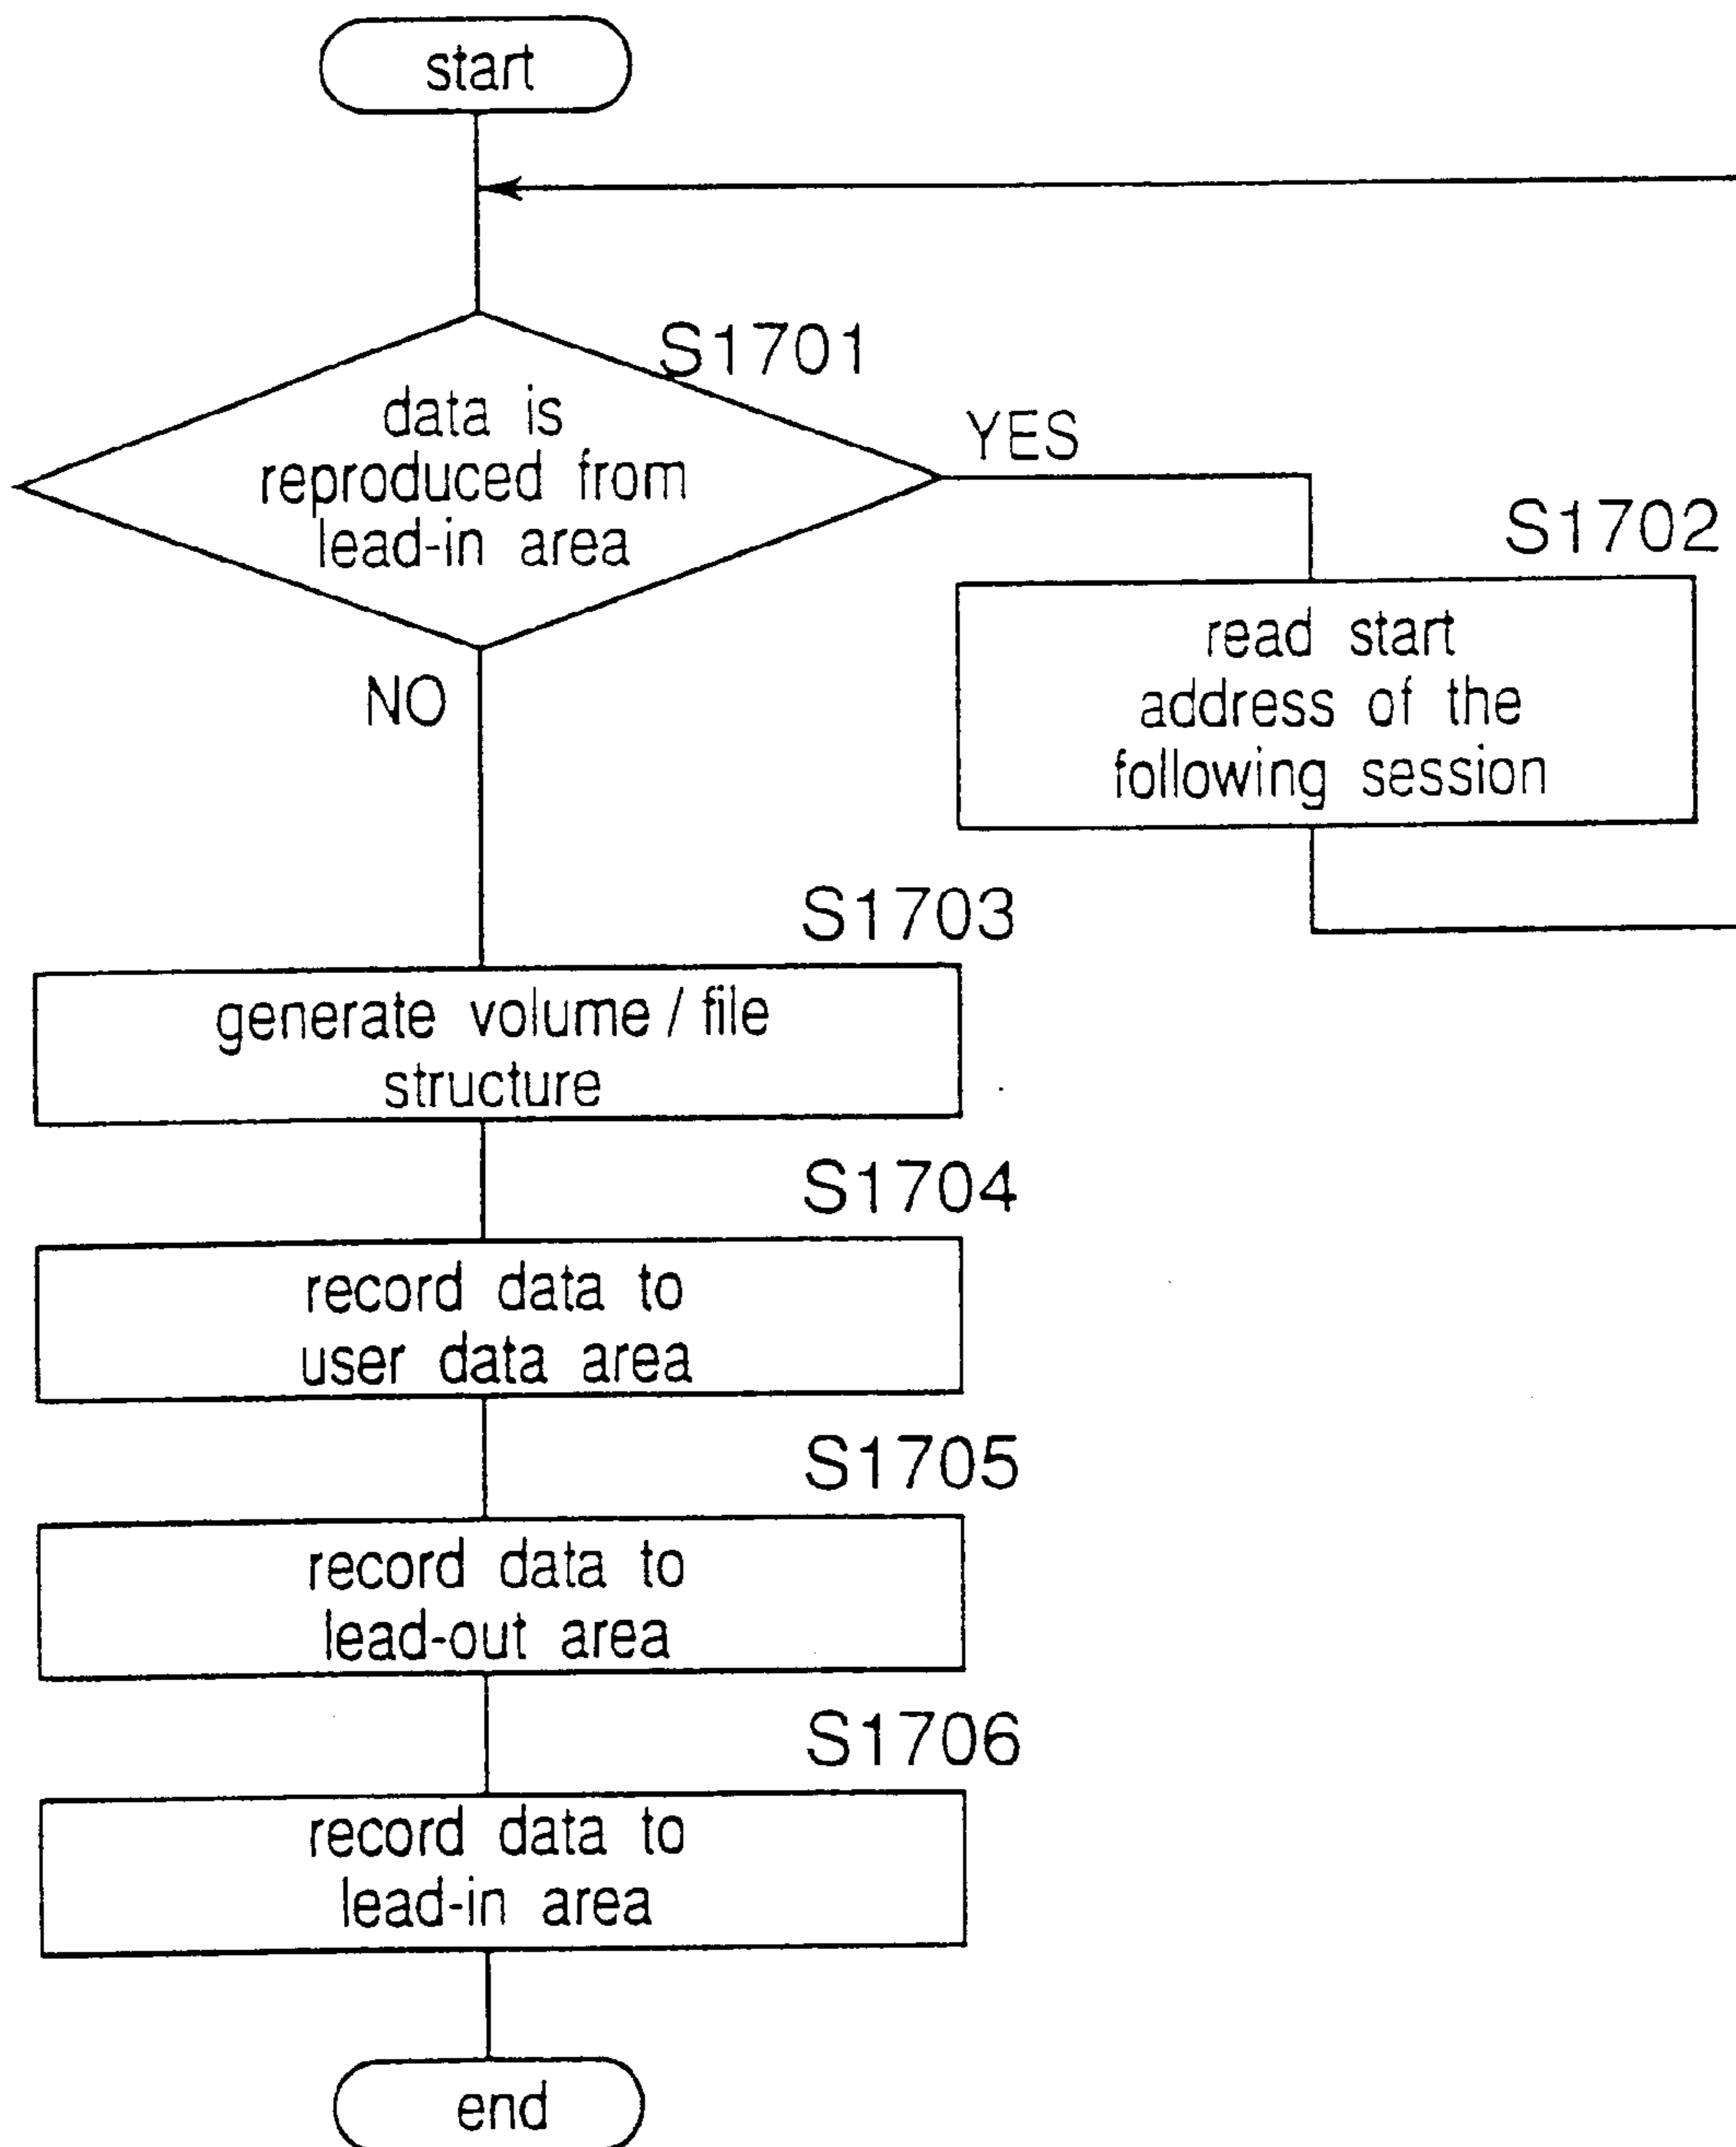 start
S1701
data is
reproduced from
lead-in area
YES
NO
S1702
read start
address of the
following session
S1703
generate volume / file
structure
S1704
record data to
user data area
S1705
record data to
lead-out area
S1706
record data to
lead-in area
end